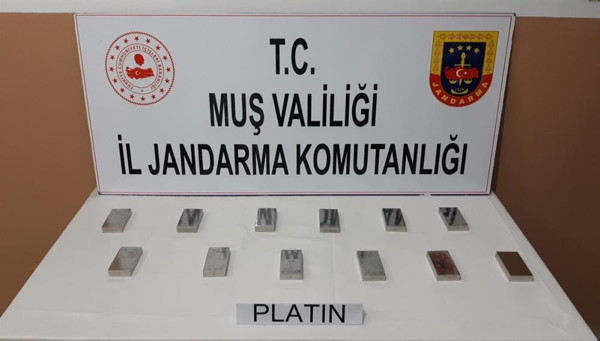 T.C.
MUŞ VALİLİĞİ
İL JANDARMA KOMUTANLIĞI
JANDARMA
PLATIN